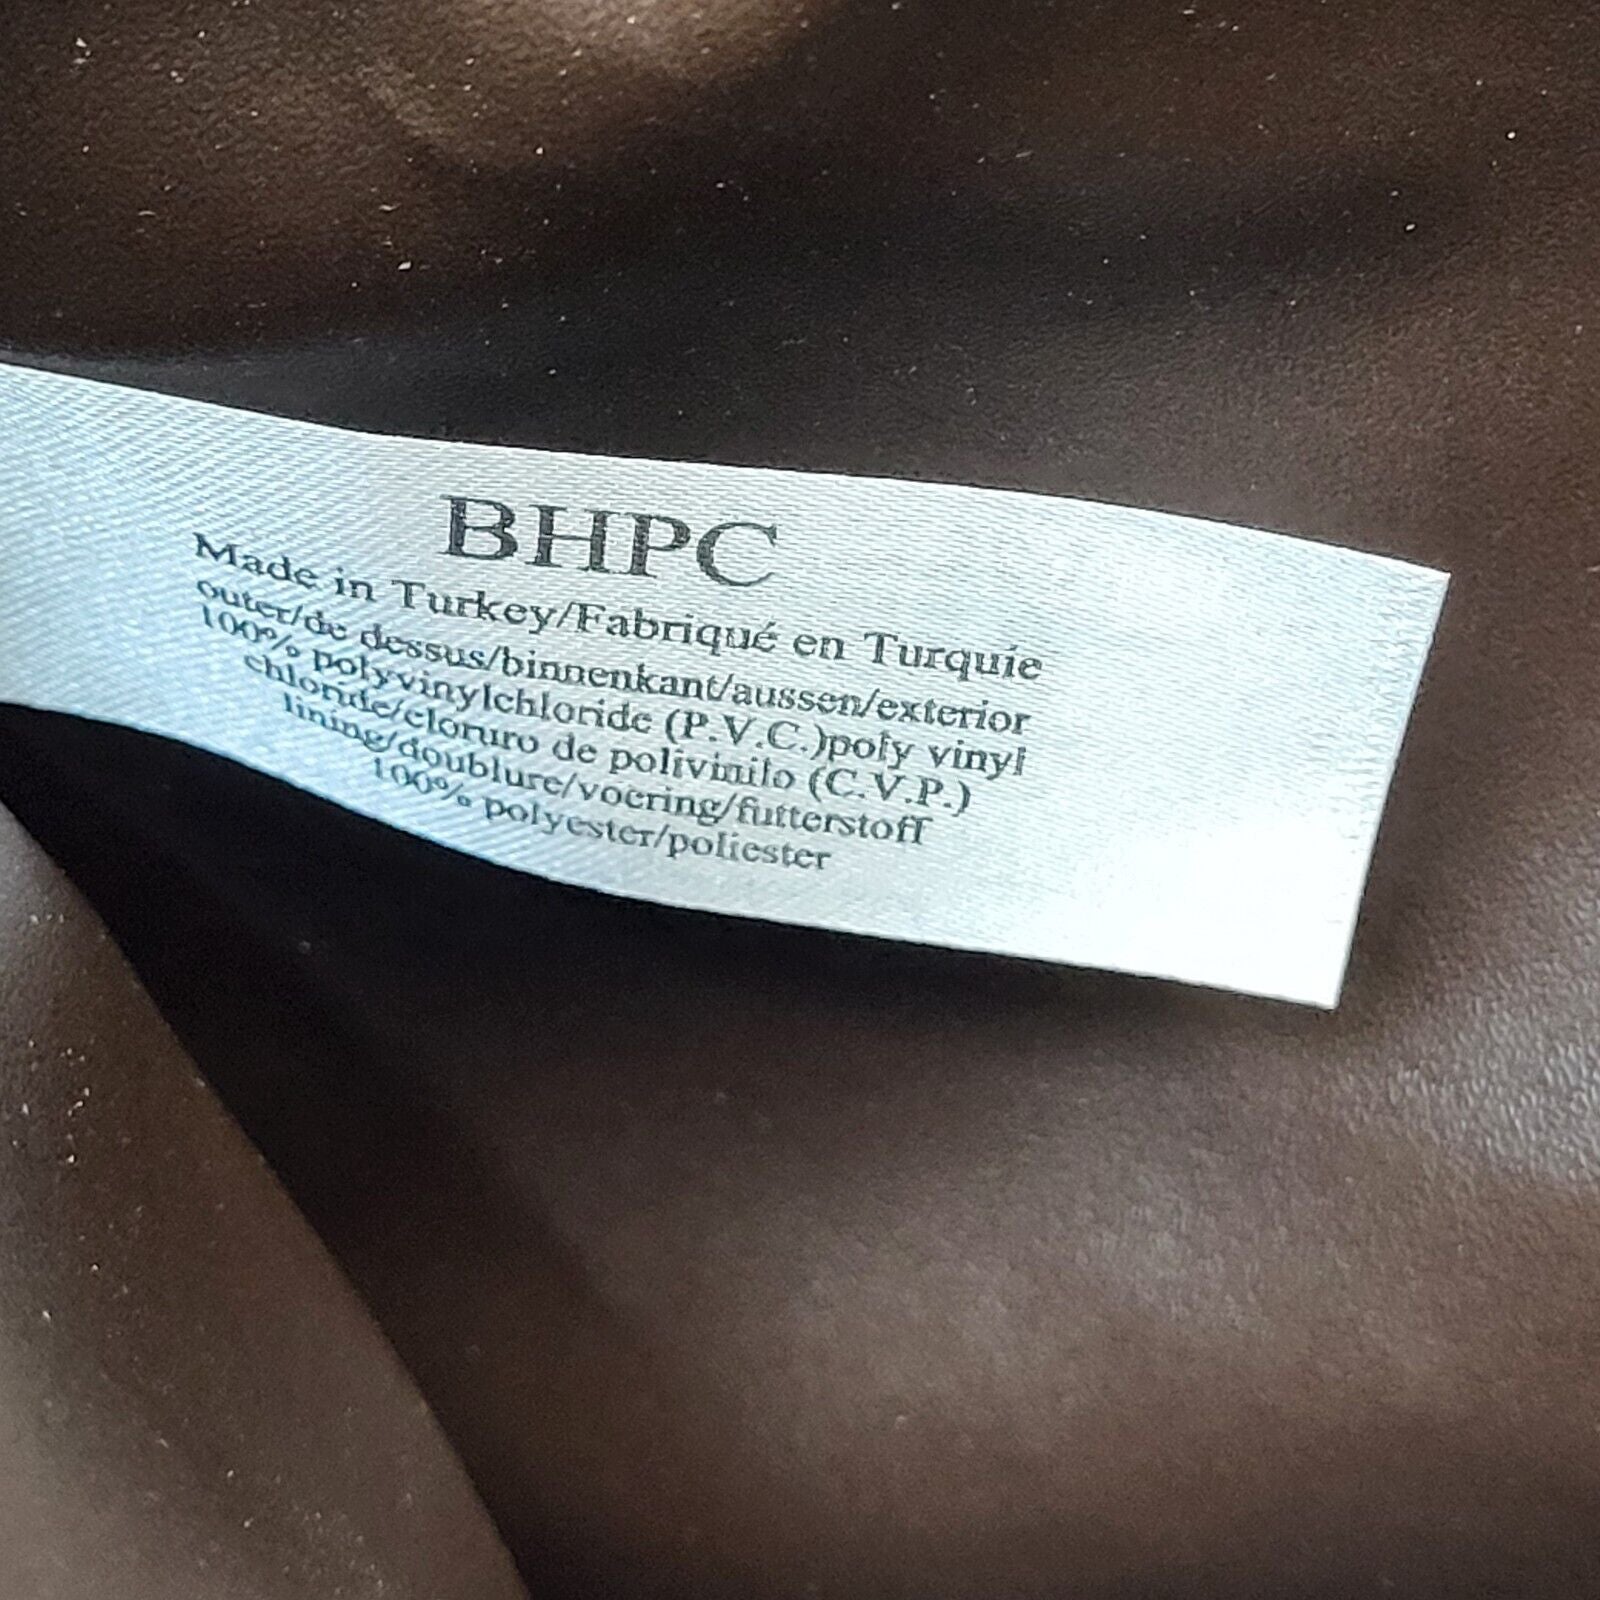 BHPC
Made in Turkey/Fabriqué en Turquie
outer/de dessus/binnenkant/aussen/exterior
100% polyvinylchloride (P.V.C.)poly vinyl
chloride/cloruro de polivinilo (C.V.P.)
lining/doublure/vocring/futterstoff
100% polyester/poliester